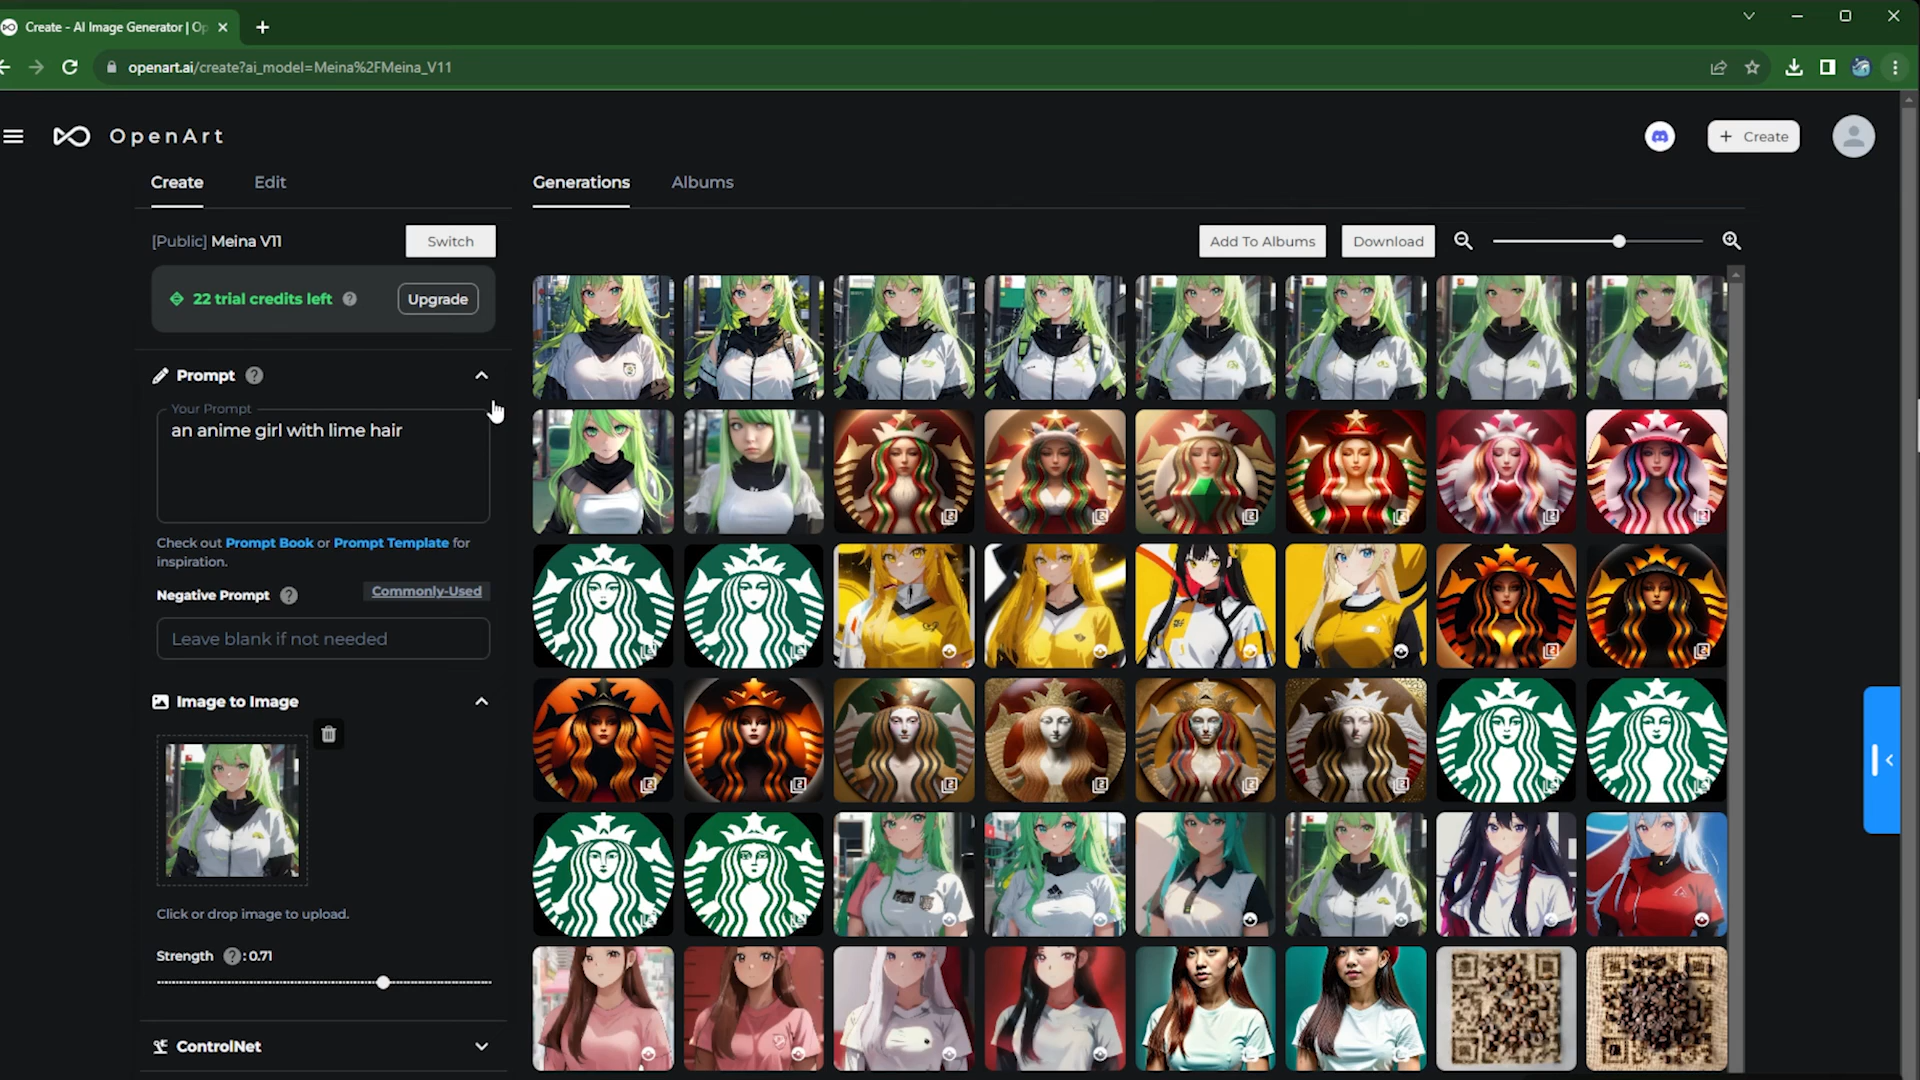 Create - AI Image Generator | Op
openart.ai/create?ai_model=Meina%2FMeina_V11
OpenArt
+ Create
Create
Edit
Generations
Albums
[Public] Meina V11
Switch
Add To Albums
Download
22 trial credits left
Upgrade
Prompt
Your Prompt
an anime girl with lime hair
Check out Prompt Book or Prompt Template for
inspiration.
Negative Prompt
Commonly-Used
Leave blank if not needed
Image to Image
Click or drop image to upload.
Strength : 0.71
ControlNet